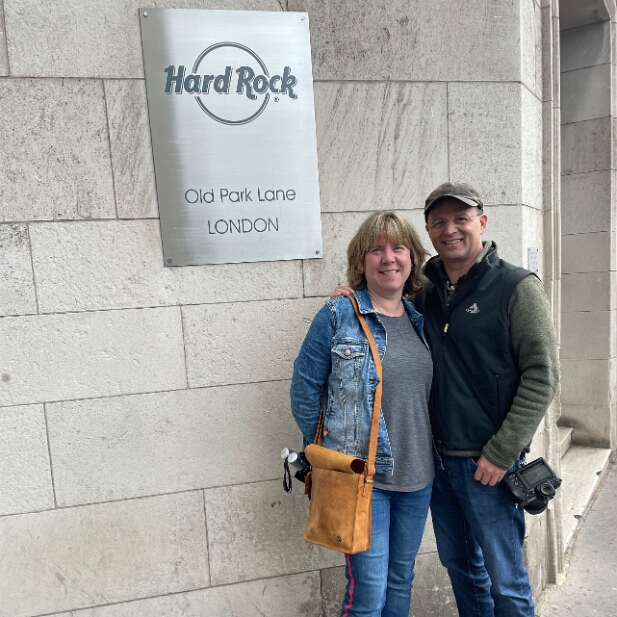 Hard Rock
®
Old Park Lane
LONDON